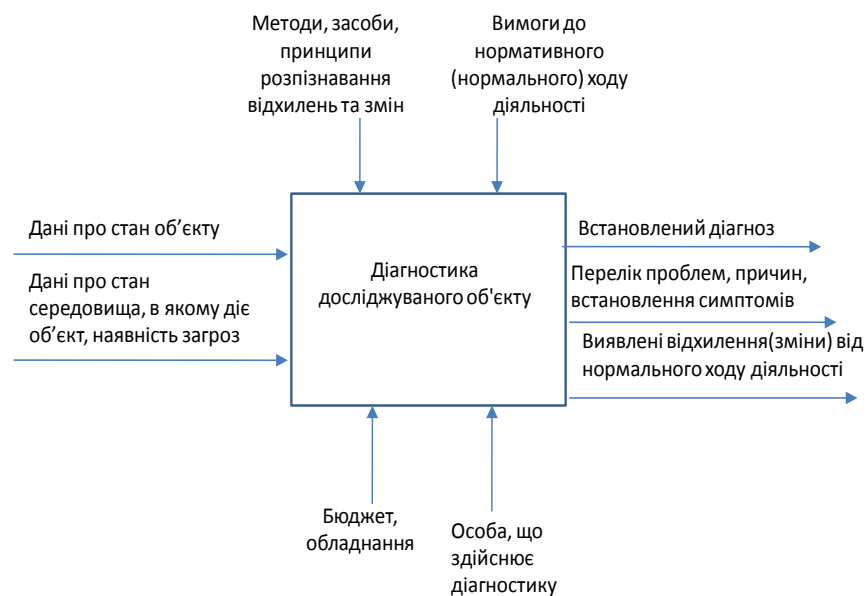 Методи, засоби,
принципи
розпізнавання
відхилень та змін
Вимоги до
нормативного
(нормального) ходу
діяльності
Дані про стан об’єкту
Дані про стан
середовища, в якому діє
об’єкт, наявність загроз
Діагностика
досліджуваного об'єкту
Встановлений діагноз
Перелік проблем, причин,
встановлення симптомів
Виявлені відхилення(зміни) від
нормального ходу діяльності
Бюджет,
обладнання
Особа, що
здійснює
діагностику